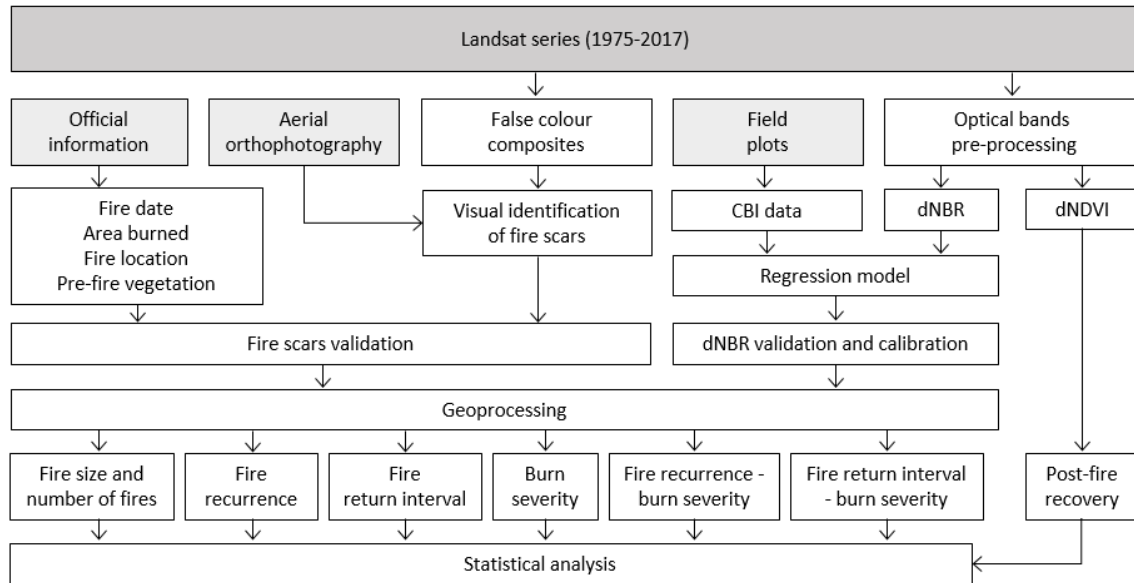 Landsat series (1975-2017)
Official
information
Aerial
orthophotography
False colour
composites
Field
plots
Optical bands
pre-processing
Fire date
Area burned
Fire location
Pre-fire vegetation
Visual identification
of fire scars
CBI data
dNBR
dNDVI
Regression model
Fire scars validation
dNBR validation and calibration
Geoprocessing
Fire size and
number of fires
Fire
recurrence
Fire
return interval
Burn
severity
Fire recurrence -
burn severity
Fire return interval
- burn severity
Post-fire
recovery
Statistical analysis